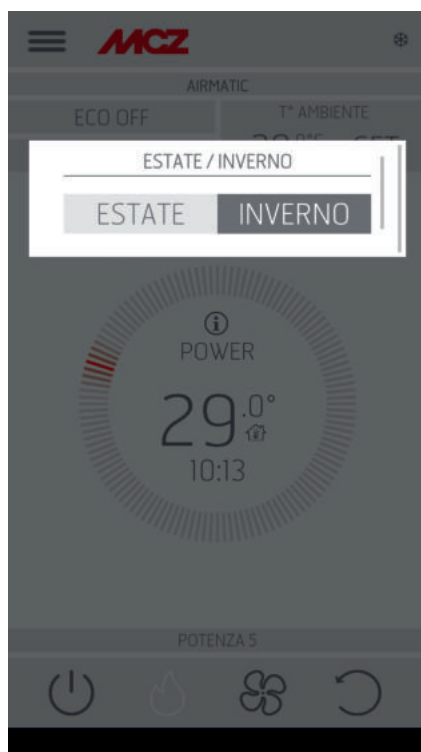 MCZ
AIRMATIC
ECO OFF
T° AMBIENTE
ESTATE / INVERNO
ESTATE INVERNO
POWER
29.0°
10:13
POTENZA 5